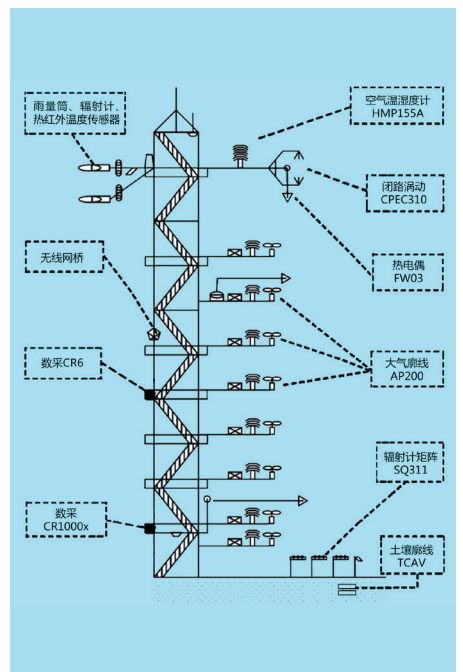 雨量筒、辐射计、
热红外温度传感器
空气温湿度计
HMP155A
闭路涡动
CPEC310
无线网桥
热电偶
FW03
数采CR6
大气廓线
AP200
辐射计矩阵
SQ311
数采
CR1000x
土壤廓线
TCAV